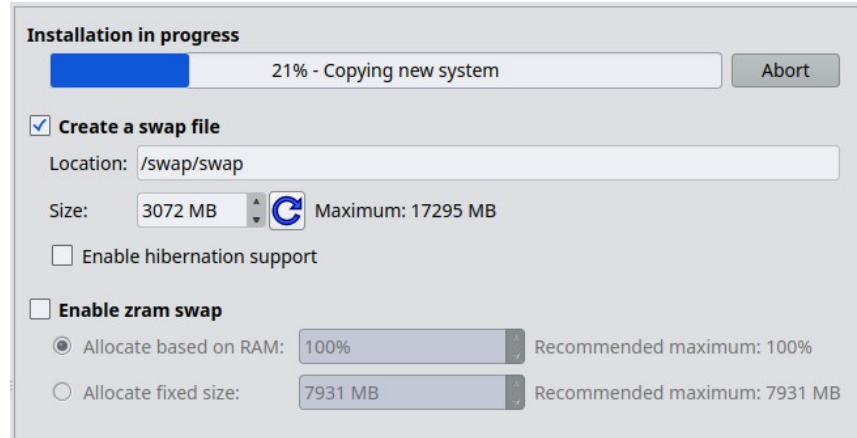 Installation in progress
21% - Copying new system Abort
Create a swap file
Location: /swap/swap
Size: 3072 MB Maximum: 17295 MB
Enable hibernation support
Enable zram swap
Allocate based on RAM: 100% Recommended maximum: 100%
Allocate fixed size: 7931 MB Recommended maximum: 7931 MB